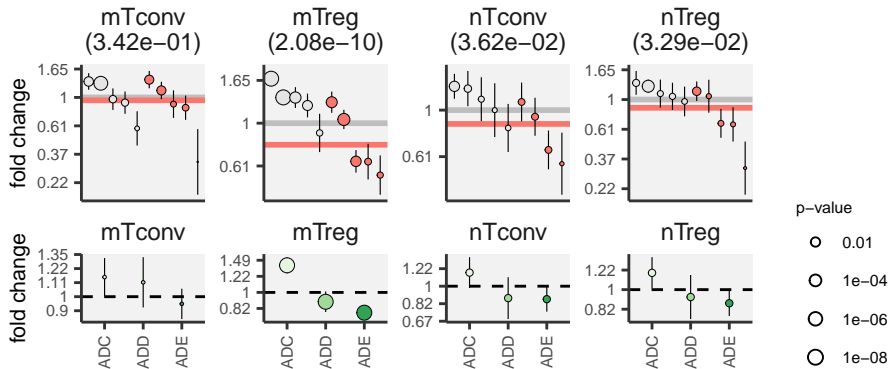 mTconv
(3.42e−01)
mTreg
(2.08e−10)
nTconv
(3.62e−02)
nTreg
(3.29e−02)
fold change
1.65
1
0.61
0.37
0.22
1.65
1
0.61
1
0.61
1.65
1
0.61
0.37
0.22
mTconv
mTreg
nTconv
nTreg
fold change
1.35
1.22
1.11
1
0.9
1.49
1.22
1
0.82
1.22
1
0.82
0.67
1.22
1
0.82
ADC
ADD
ADE
ADC
ADD
ADE
ADC
ADD
ADE
ADC
ADD
ADE
p−value
0.01
1e−04
1e−06
1e−08